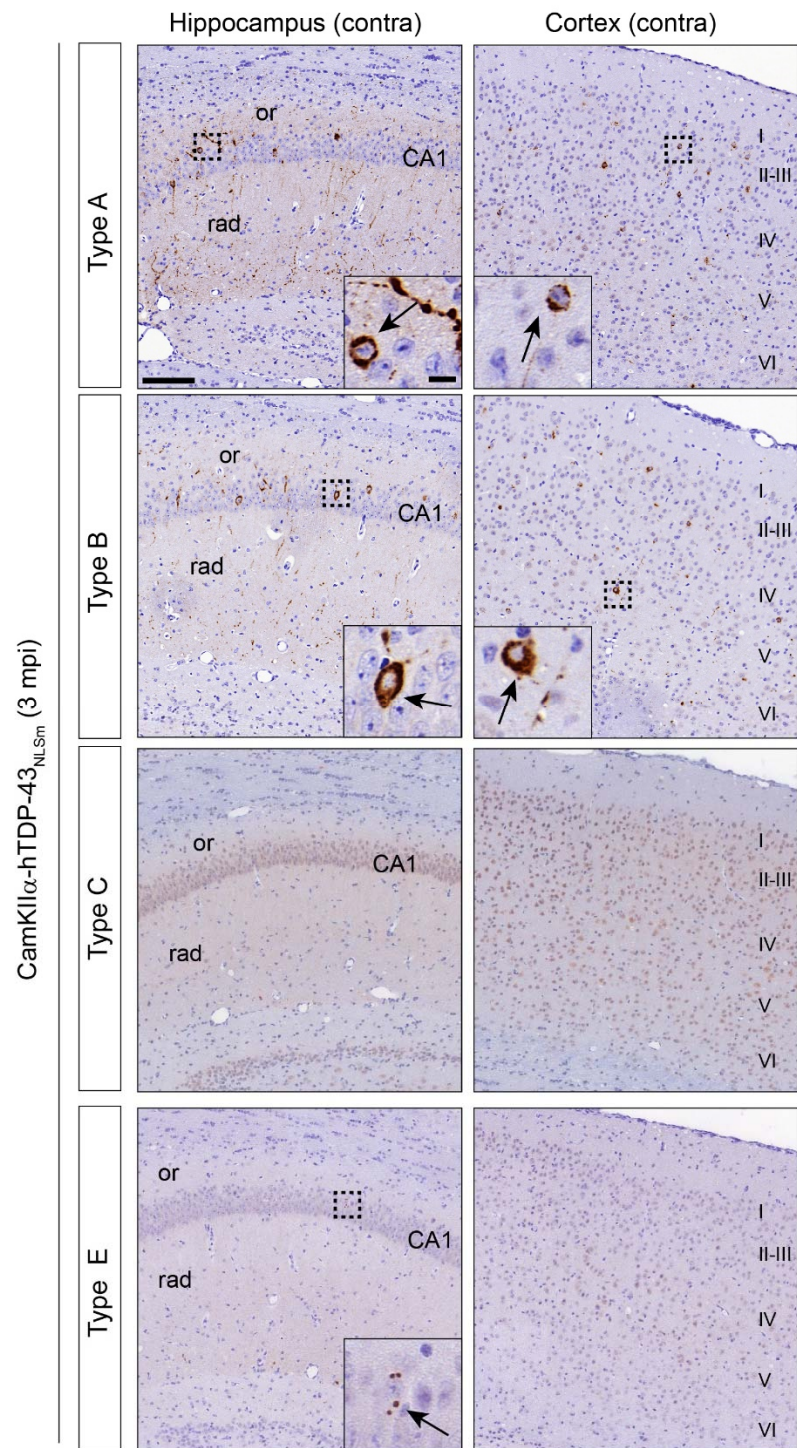 Hippocampus (contra)
Cortex (contra)
CamKIIα-hTDP-43NLSm (3 mpi)
Type A
or
CA1
rad
I
II-III
IV
V
VI
Type B
or
CA1
rad
I
II-III
IV
V
VI
Type C
or
CA1
rad
I
II-III
IV
V
VI
Type E
or
CA1
rad
I
II-III
IV
V
VI